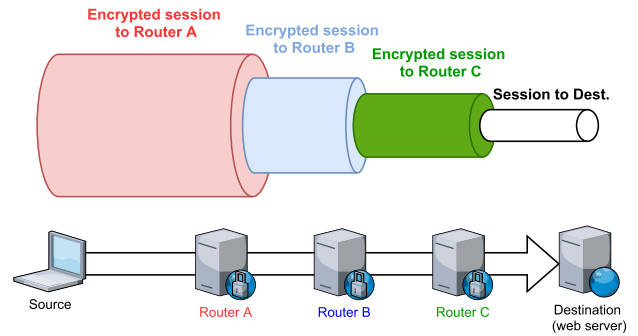 Encrypted session
to Router A
Encrypted session
to Router B
Encrypted session
to Router C
Session to Dest.
Source
Router A
Router B
Router C
Destination
(web server)